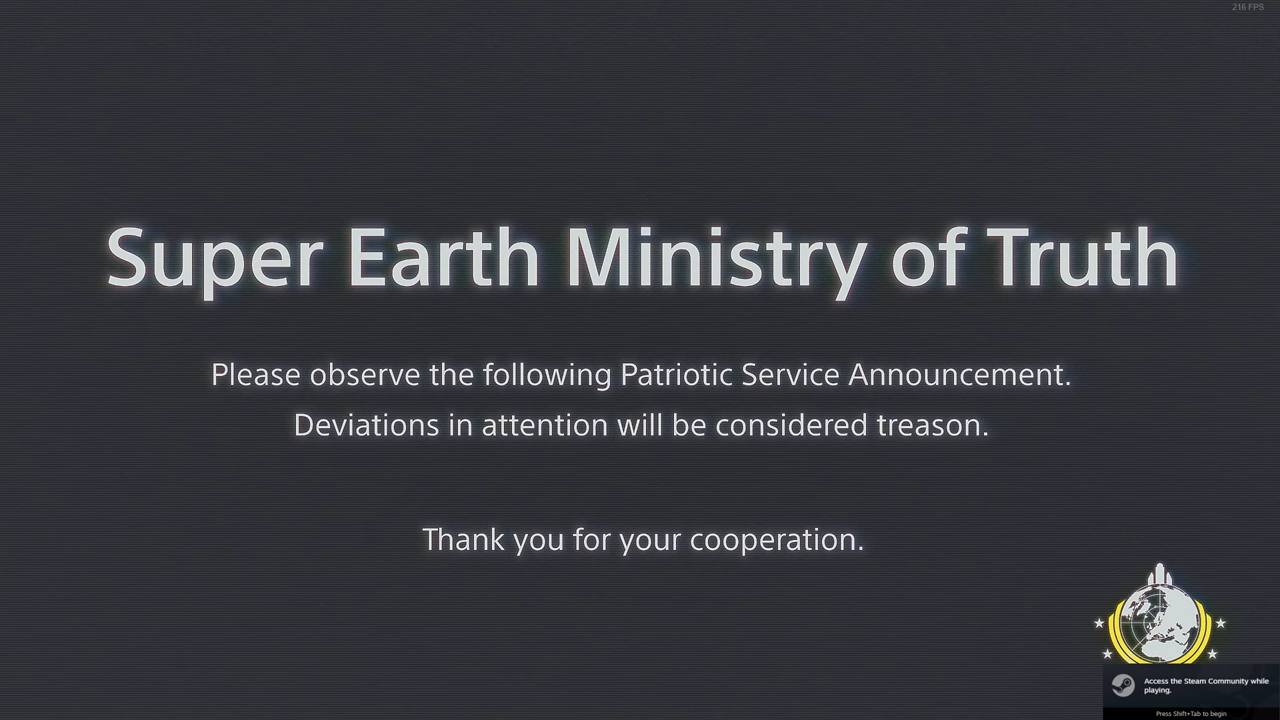 216 FPS
Super Earth Ministry of Truth
Please observe the following Patriotic Service Announcement.
Deviations in attention will be considered treason.
Thank you for your cooperation.
Access the Steam Community while
playing.
Press Shift+Tab to begin